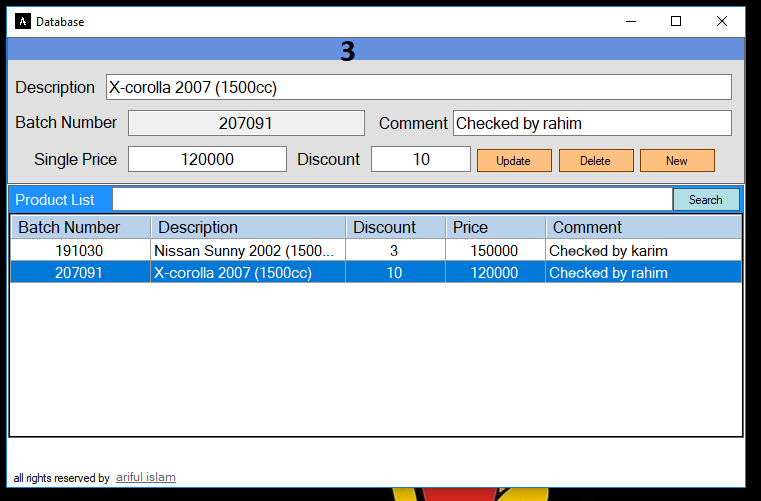 Database
3
Description X-corolla 2007 (1500cc)
Batch Number 207091 Comment Checked by rahim
Single Price 120000 Discount 10 Update Delete New
Product List Search
Batch Number Description Discount Price Comment
191030 Nissan Sunny 2002 (1500... 3 150000 Checked by karim
207091 X-corolla 2007 (1500cc) 10 120000 Checked by rahim
all rights reserved by ariful islam